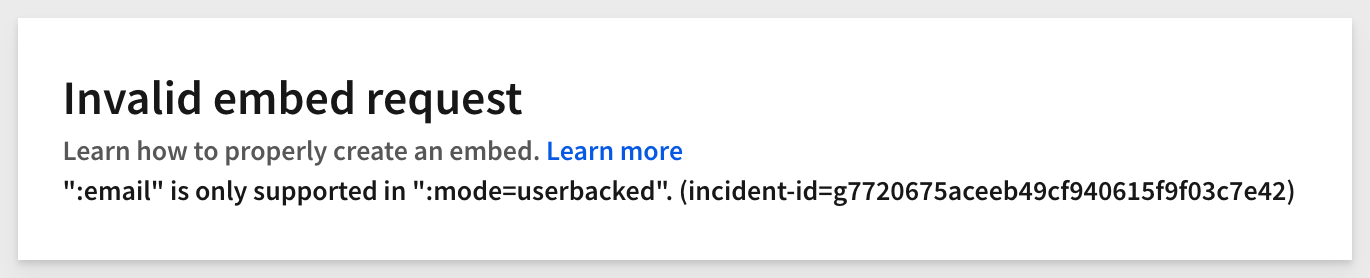 Invalid embed request
Learn how to properly create an embed. Learn more
":email" is only supported in ":mode=userbacked". (incident-id=g7720675aceeb49cf940615f9f03c7e42)